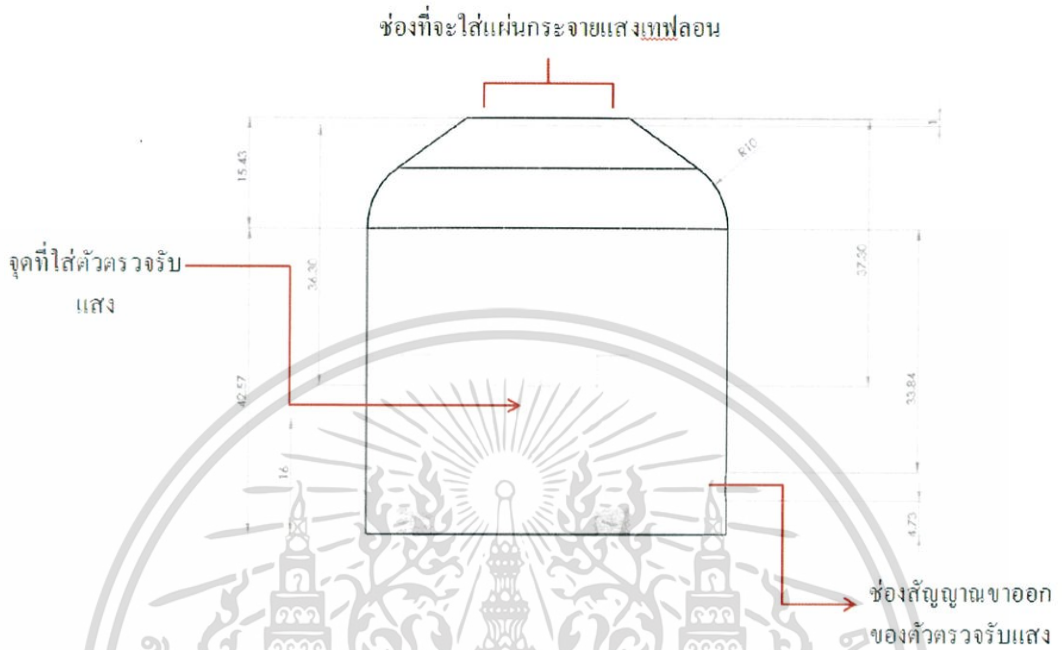 ช่องที่จะใส่แผ่นกระจายแสงเทฟลอน
1
15.43
R10
36.30
37.30
จุดที่ใส่ตัวตรวจรับ
แสง
42.57
33.84
16
4.73
ช่องสัญญาณขาออก
ของตัวตรวจรับแสง